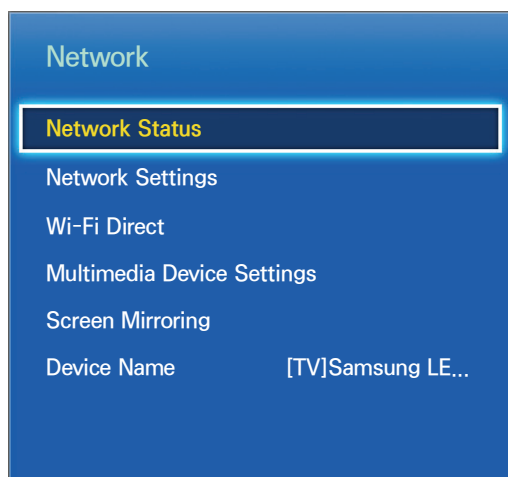 Network
Network Status
Network Settings
Wi-Fi Direct
Multimedia Device Settings
Screen Mirroring
Device Name [TV]Samsung LE...